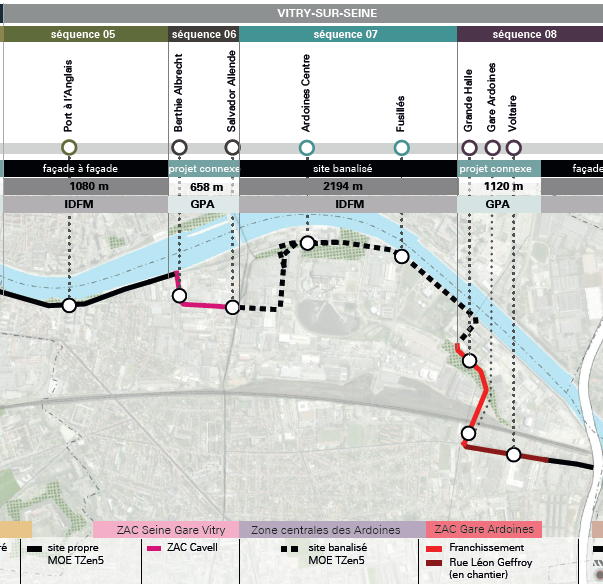 VITRY-SUR-SEINE
séquence 05 séquence 06 séquence 07 séquence 08
Port à l'Anglais
Berthie Albrecht
Salvador Allende
Ardoines Centre
Fusillés
Grande Halle
Gare Ardoines
Voltaire
façade à façade projet connexe site banalisé projet connexe façade
1080 m 658 m 2194 m 1120 m
IDFM GPA IDFM GPA
ZAC Seine Gare Vitry Zone centrales des Ardoines ZAC Gare Ardoines
ré site propre ZAC Cavell site banalisé Franchissement
MOE TZen5 MOE TZen5 Rue Léon Geffroy
(en chantier)